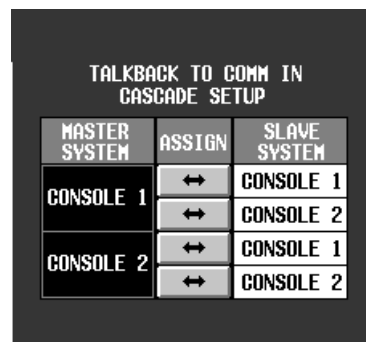 TALKBACK TO COMM IN
CASCADE SETUP
MASTER SYSTEM ASSIGN SLAVE SYSTEM
CONSOLE 1 ↔ CONSOLE 1
↔ CONSOLE 2
CONSOLE 2 ↔ CONSOLE 1
↔ CONSOLE 2